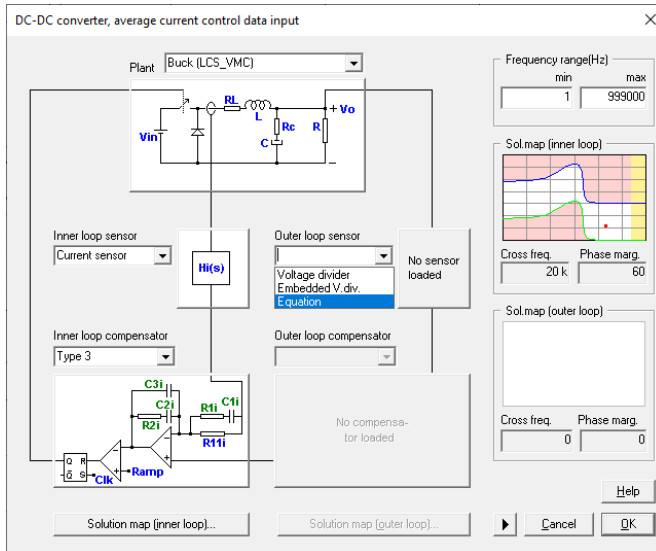 DC-DC converter, average current control data input
Plant
Buck (LCS_VMC)
RL
L
+ Vo
Vin
Rc
C
R
Inner loop sensor
Current sensor
Hi(s)
Outer loop sensor
Voltage divider
Embedded V.div.
Equation
No sensor
loaded
Inner loop compensator
Type 3
Outer loop compensator
C3i
C2i
R2i
R1i
C1i
R11i
Q R
Q S
Clk
Ramp
No compensa-
tor loaded
Solution map (inner loop)...
Solution map (outer loop)...
Frequency range(Hz)
min max
1 999000
Sol.map (inner loop)
Cross freq. Phase marg.
20 k 60
Sol.map (outer loop)
Cross freq. Phase marg.
0 0
Help
Cancel
OK